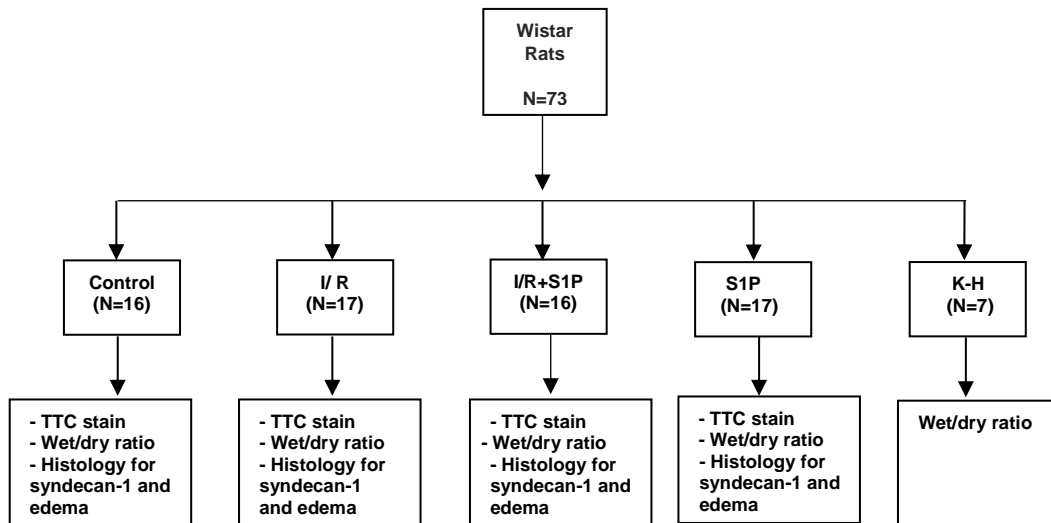 Wistar
Rats
N=73
Control
(N=16)
I/ R
(N=17)
I/R+S1P
(N=16)
S1P
(N=17)
K-H
(N=7)
- TTC stain
- Wet/dry ratio
- Histology for
syndecan-1 and
edema
- TTC stain
- Wet/dry ratio
- Histology for
syndecan-1
and edema
- TTC stain
- Wet/dry ratio
- Histology for
syndecan-1
and edema
- TTC stain
- Wet/dry ratio
- Histology for
syndecan-1 and
edema
Wet/dry ratio